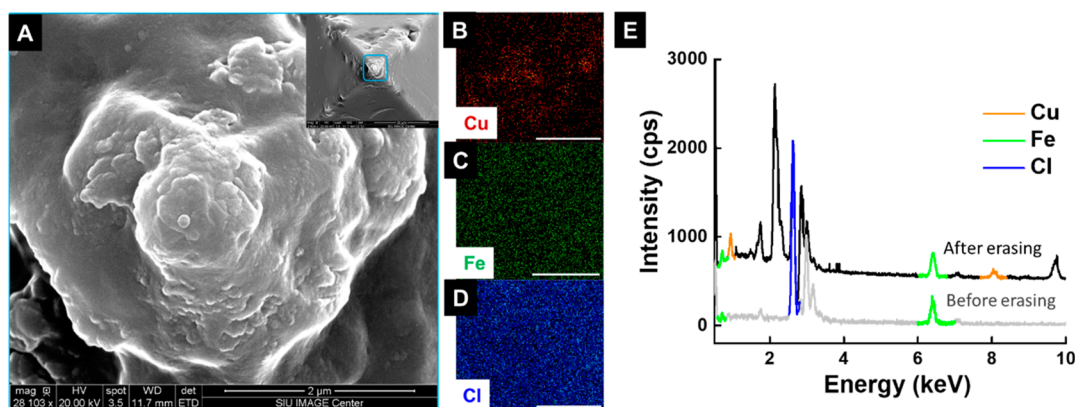 A
mag HV spot WD det 2 µm
28 103 x 20.00 kV 3.5 11.7 mm ETD SIU IMAGE Center
B
Cu
C
Fe
D
Cl
E
3000
2000
1000
0
Intensity (cps)
Cu
Fe
Cl
After erasing
Before erasing
2 4 6 8 10
Energy (keV)